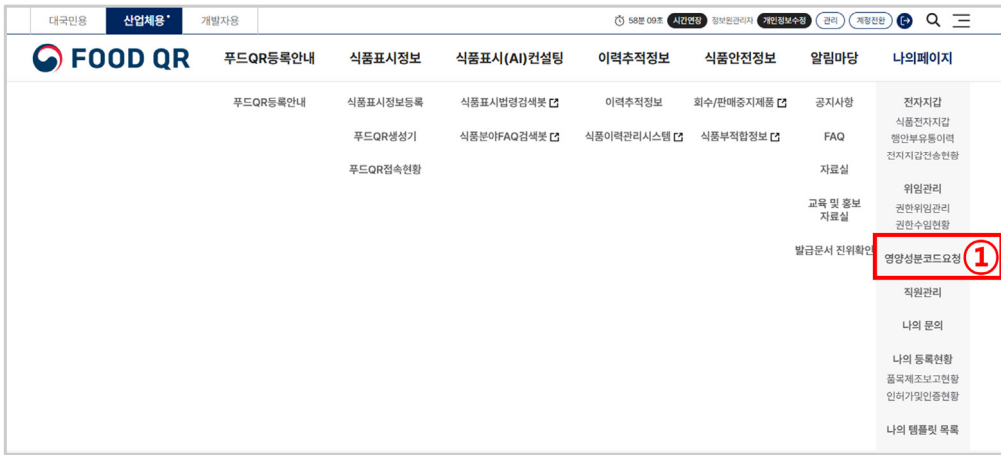 대국민용 산업체용 개발자용 58분 09초 시간연장 정보원관리자 개인정보수정 관리 계정전환
FOOD QR 푸드QR등록안내 식품표시정보 식품표시(AI)컨설팅 이력추적정보 식품안전정보 알림마당 나의페이지
푸드QR등록안내 식품표시정보등록 식품표시법령검색봇 이력추적정보 회수/판매중지제품 공지사항 전자지갑
식품전자지갑
푸드QR생성기 식품분야FAQ검색봇 식품이력관리시스템 식품부적합정보 FAQ 행안부유통이력
전지지갑전송현황
푸드QR접속현황 자료실
위임관리
교육 및 홍보
자료실
권한위임관리
권한수임현황
발급문서 진위확인 영양성분코드요청 ①
직원관리
나의 문의
나의 등록현황
품목제조보고현황
인허가및인증현황
나의 템플릿 목록